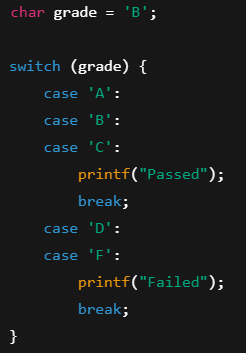 char grade = 'B';
switch (grade) {
    case 'A':
    case 'B':
    case 'C':
        printf("Passed");
        break;
    case 'D':
    case 'F':
        printf("Failed");
        break;
}